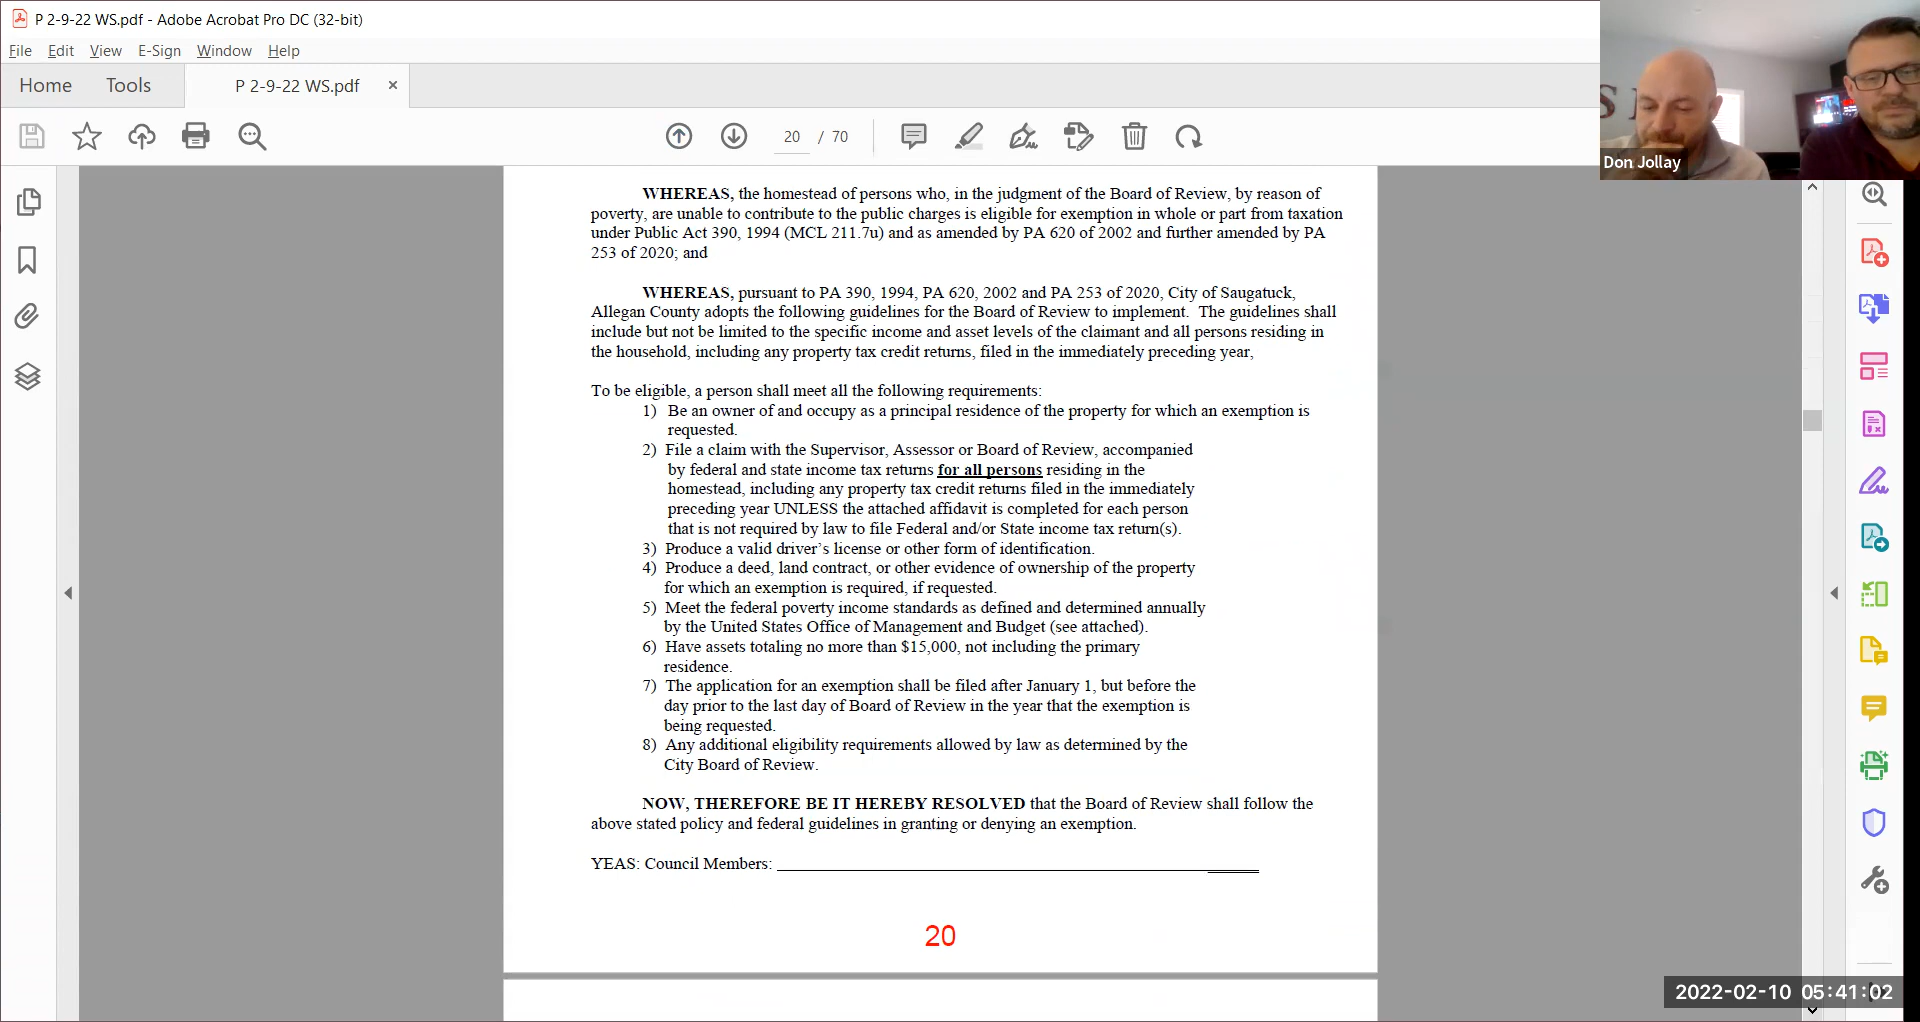 P 2-9-22 WS.pdf - Adobe Acrobat Pro DC (32-bit)
File Edit View E-Sign Window Help
Home Tools P 2-9-22 WS.pdf ×
20 / 70
Don Jollay
WHEREAS, the homestead of persons who, in the judgment of the Board of Review, by reason of
poverty, are unable to contribute to the public charges is eligible for exemption in whole or part from taxation
under Public Act 390, 1994 (MCL 211.7u) and as amended by PA 620 of 2002 and further amended by PA
253 of 2020; and
WHEREAS, pursuant to PA 390, 1994, PA 620, 2002 and PA 253 of 2020, City of Saugatuck,
Allegan County adopts the following guidelines for the Board of Review to implement. The guidelines shall
include but not be limited to the specific income and asset levels of the claimant and all persons residing in
the household, including any property tax credit returns, filed in the immediately preceding year,
To be eligible, a person shall meet all the following requirements:
1) Be an owner of and occupy as a principal residence of the property for which an exemption is
requested.
2) File a claim with the Supervisor, Assessor or Board of Review, accompanied
by federal and state income tax returns for all persons residing in the
homestead, including any property tax credit returns filed in the immediately
preceding year UNLESS the attached affidavit is completed for each person
that is not required by law to file Federal and/or State income tax return(s).
3) Produce a valid driver's license or other form of identification.
4) Produce a deed, land contract, or other evidence of ownership of the property
for which an exemption is required, if requested.
5) Meet the federal poverty income standards as defined and determined annually
by the United States Office of Management and Budget (see attached).
6) Have assets totaling no more than $15,000, not including the primary
residence.
7) The application for an exemption shall be filed after January 1, but before the
day prior to the last day of Board of Review in the year that the exemption is
being requested.
8) Any additional eligibility requirements allowed by law as determined by the
City Board of Review.
NOW, THEREFORE BE IT HEREBY RESOLVED that the Board of Review shall follow the
above stated policy and federal guidelines in granting or denying an exemption.
YEAS: Council Members:
20
2022-02-10 05:41:02